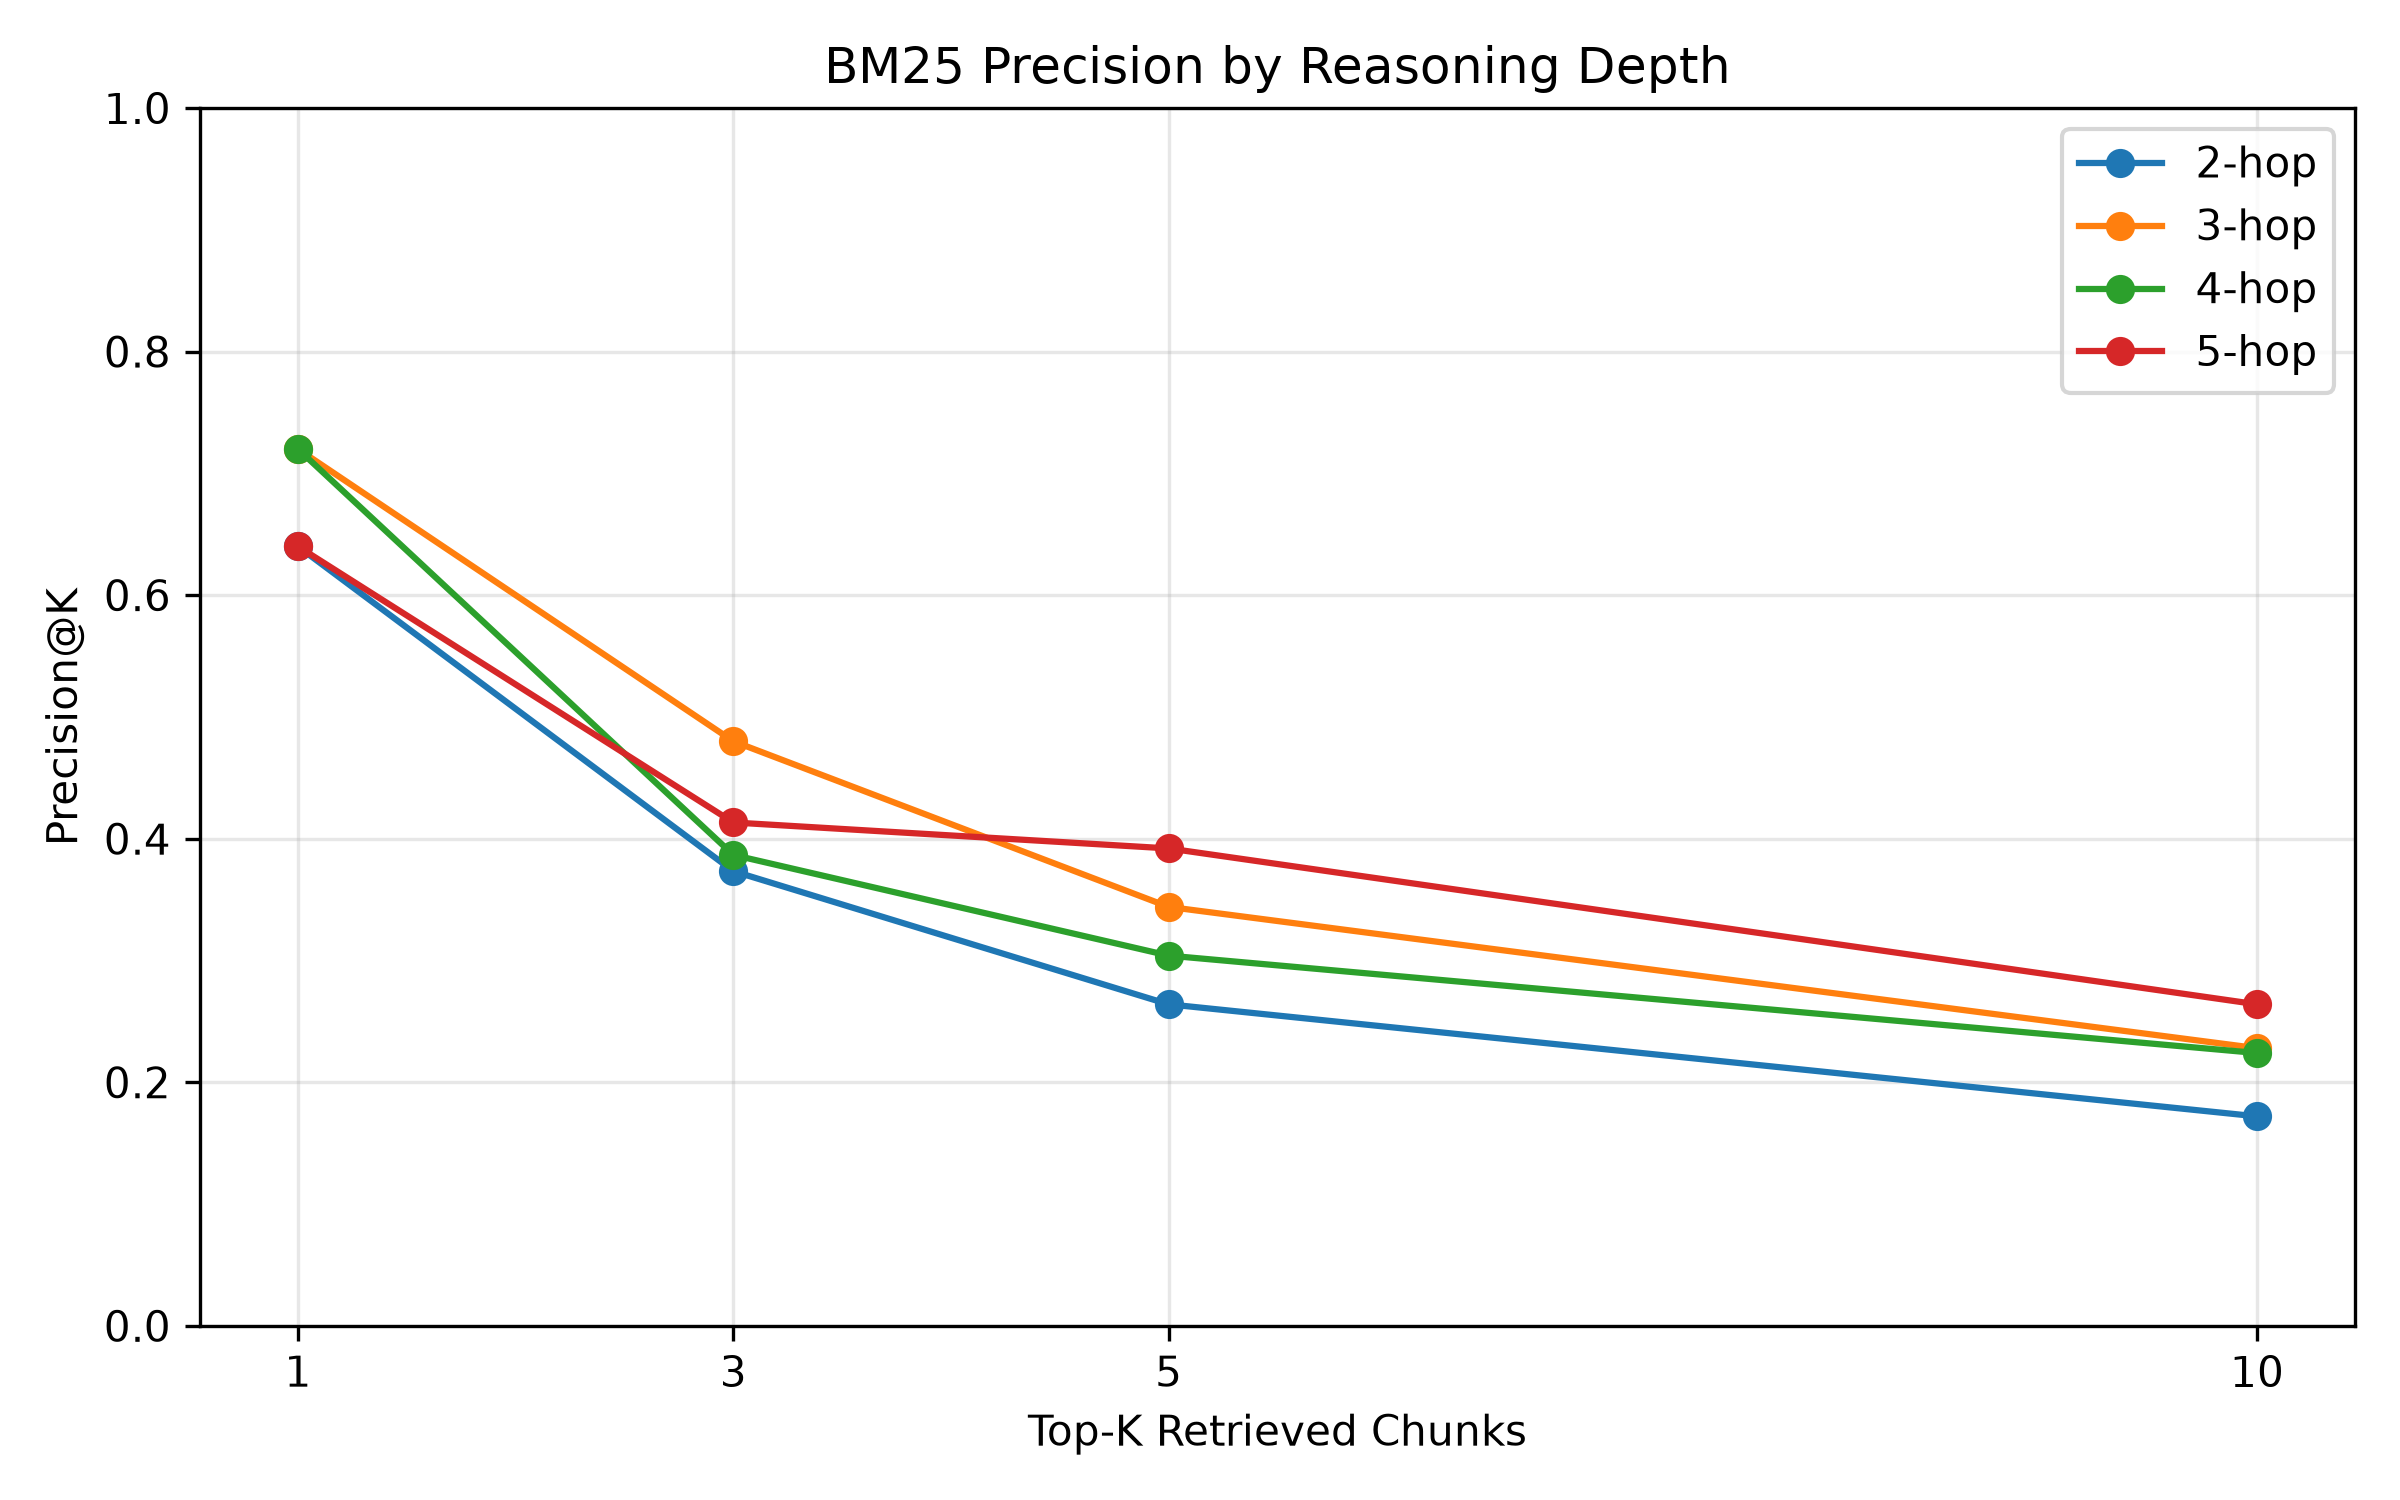 BM25 Precision by Reasoning Depth
1.0
0.8
0.6
0.4
0.2
0.0
Precision@K
2-hop
3-hop
4-hop
5-hop
1 3 5 10
Top-K Retrieved Chunks